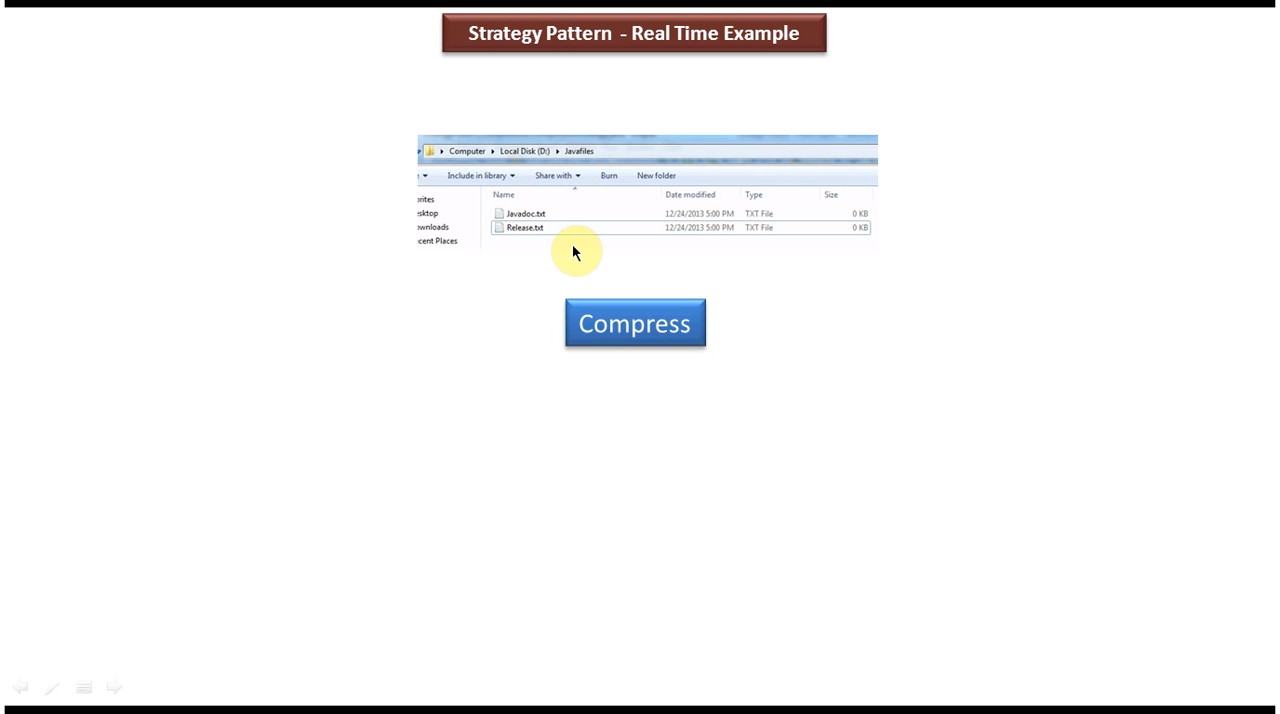 Strategy Pattern - Real Time Example
Computer Local Disk (D:) Javafiles
Include in library Share with Burn New folder
Name Date modified Type Size
rites
Javadoc.txt 12/24/2013 5:00 PM TXT File 0 KB
esktop
Release.txt 12/24/2013 5:00 PM TXT File 0 KB
ownloads
ecent Places
Compress